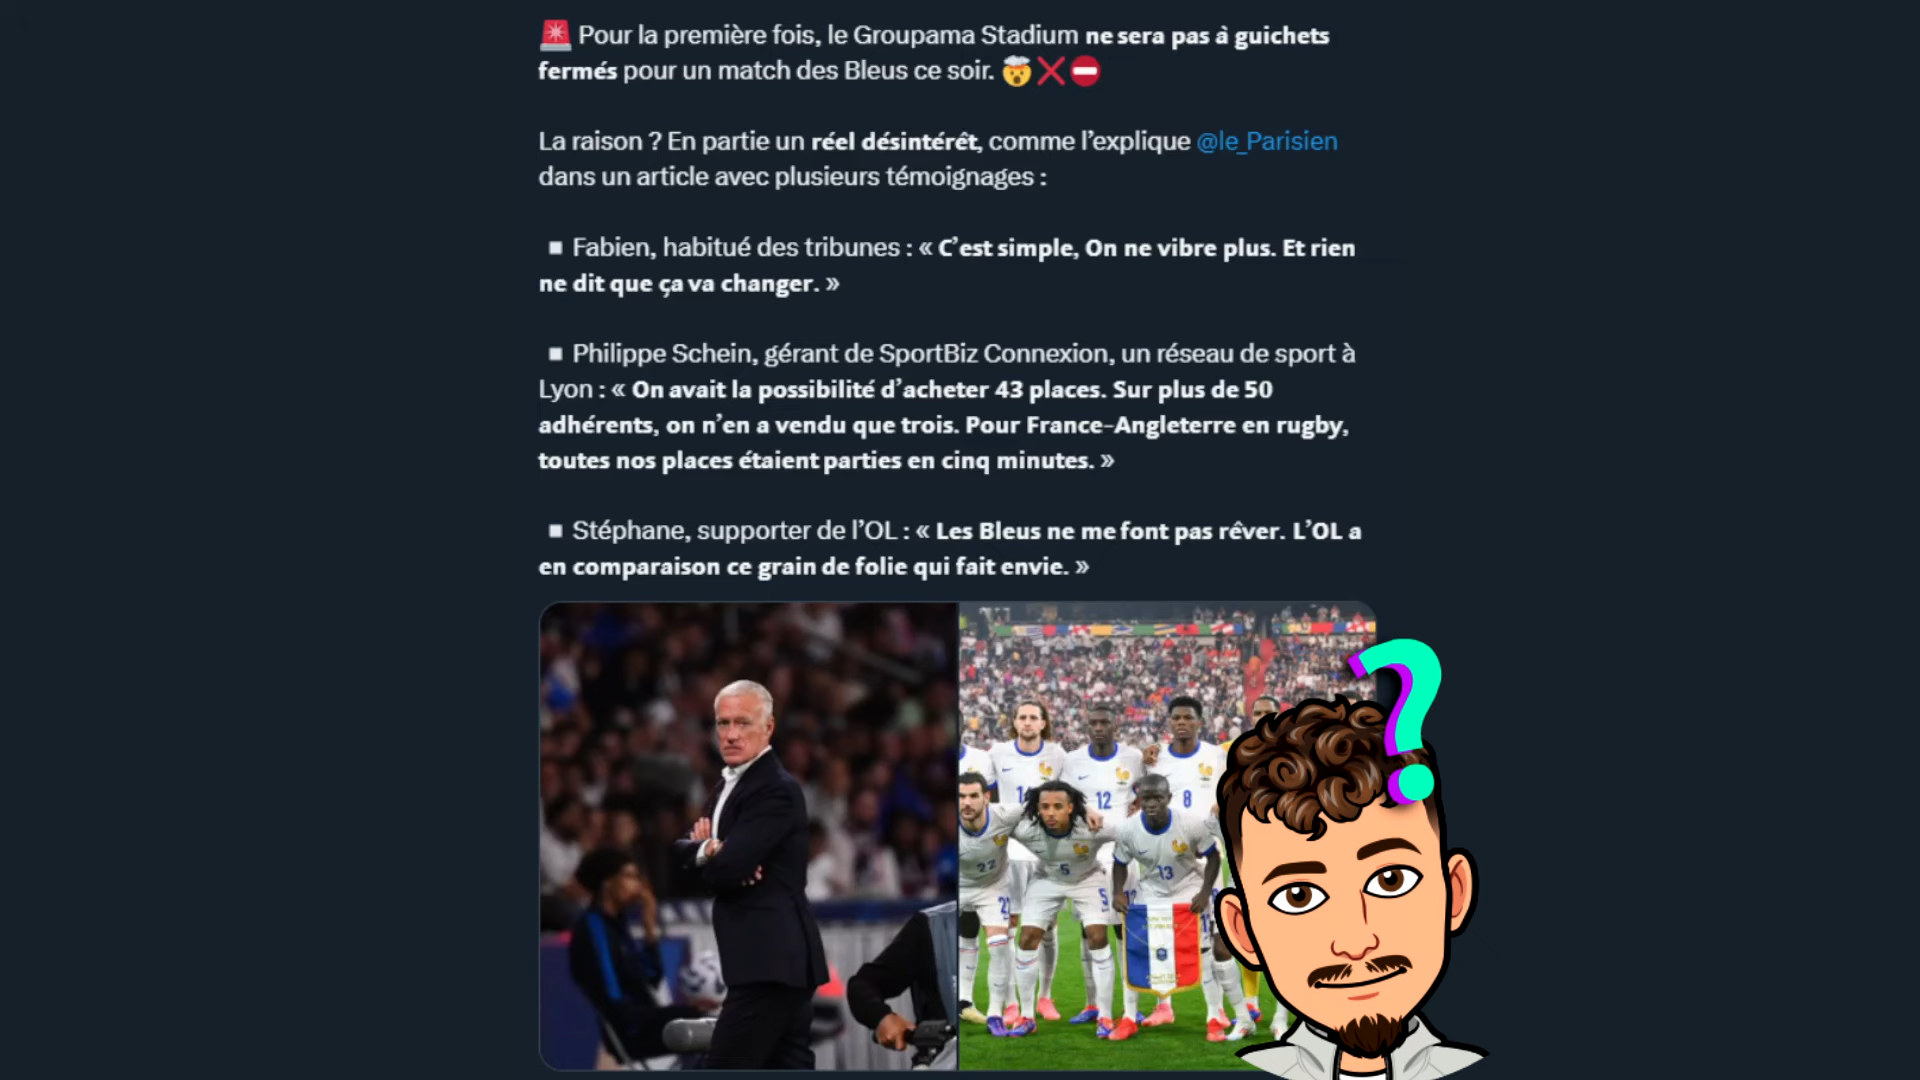 🚨 Pour la première fois, le Groupama Stadium ne sera pas à guichets
fermés pour un match des Bleus ce soir. 🤯❌⛔
La raison ? En partie un réel désintérêt, comme l’explique @le_Parisien
dans un article avec plusieurs témoignages :
▪️ Fabien, habitué des tribunes : « C’est simple, On ne vibre plus. Et rien
ne dit que ça va changer. »
▪️ Philippe Schein, gérant de SportBiz Connexion, un réseau de sport à
Lyon : « On avait la possibilité d’acheter 43 places. Sur plus de 50
adhérents, on n’en a vendu que trois. Pour France-Angleterre en rugby,
toutes nos places étaient parties en cinq minutes. »
▪️ Stéphane, supporter de l’OL : « Les Bleus ne me font pas rêver. L’OL a
en comparaison ce grain de folie qui fait envie. »
?
12
8
22
5
13